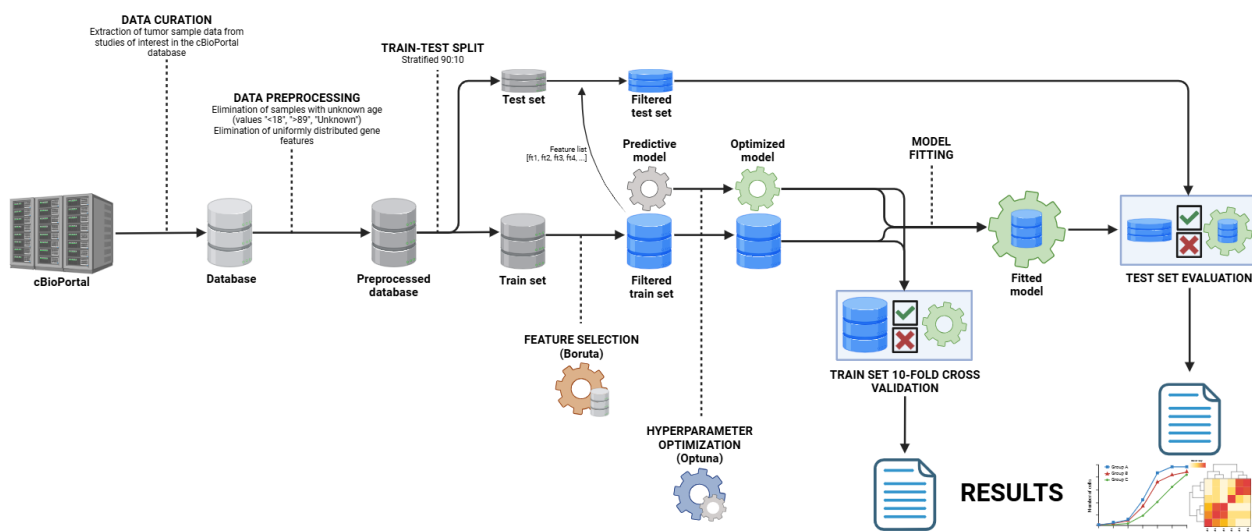 DATA CURATION
Extraction of tumor sample data from
studies of interest in the cBioPortal
database
DATA PREPROCESSING
Elimination of samples with unknown age
(values "<18", ">89", "Unknown")
Elimination of uniformly distributed gene
features
TRAIN-TEST SPLIT
Stratified 90:10
Test set
Filtered
test set
Feature list
[ft1, ft2, ft3, ft4, ...]
Predictive
model
Optimized
model
MODEL
FITTING
cBioPortal
Database
Preprocessed
database
Train set
Filtered
train set
Fitted
model
TEST SET EVALUATION
FEATURE SELECTION
(Boruta)
TRAIN SET 10-FOLD CROSS
VALIDATION
HYPERPARAMETER
OPTIMIZATION
(Optuna)
RESULTS
Group A
Group B
Group C